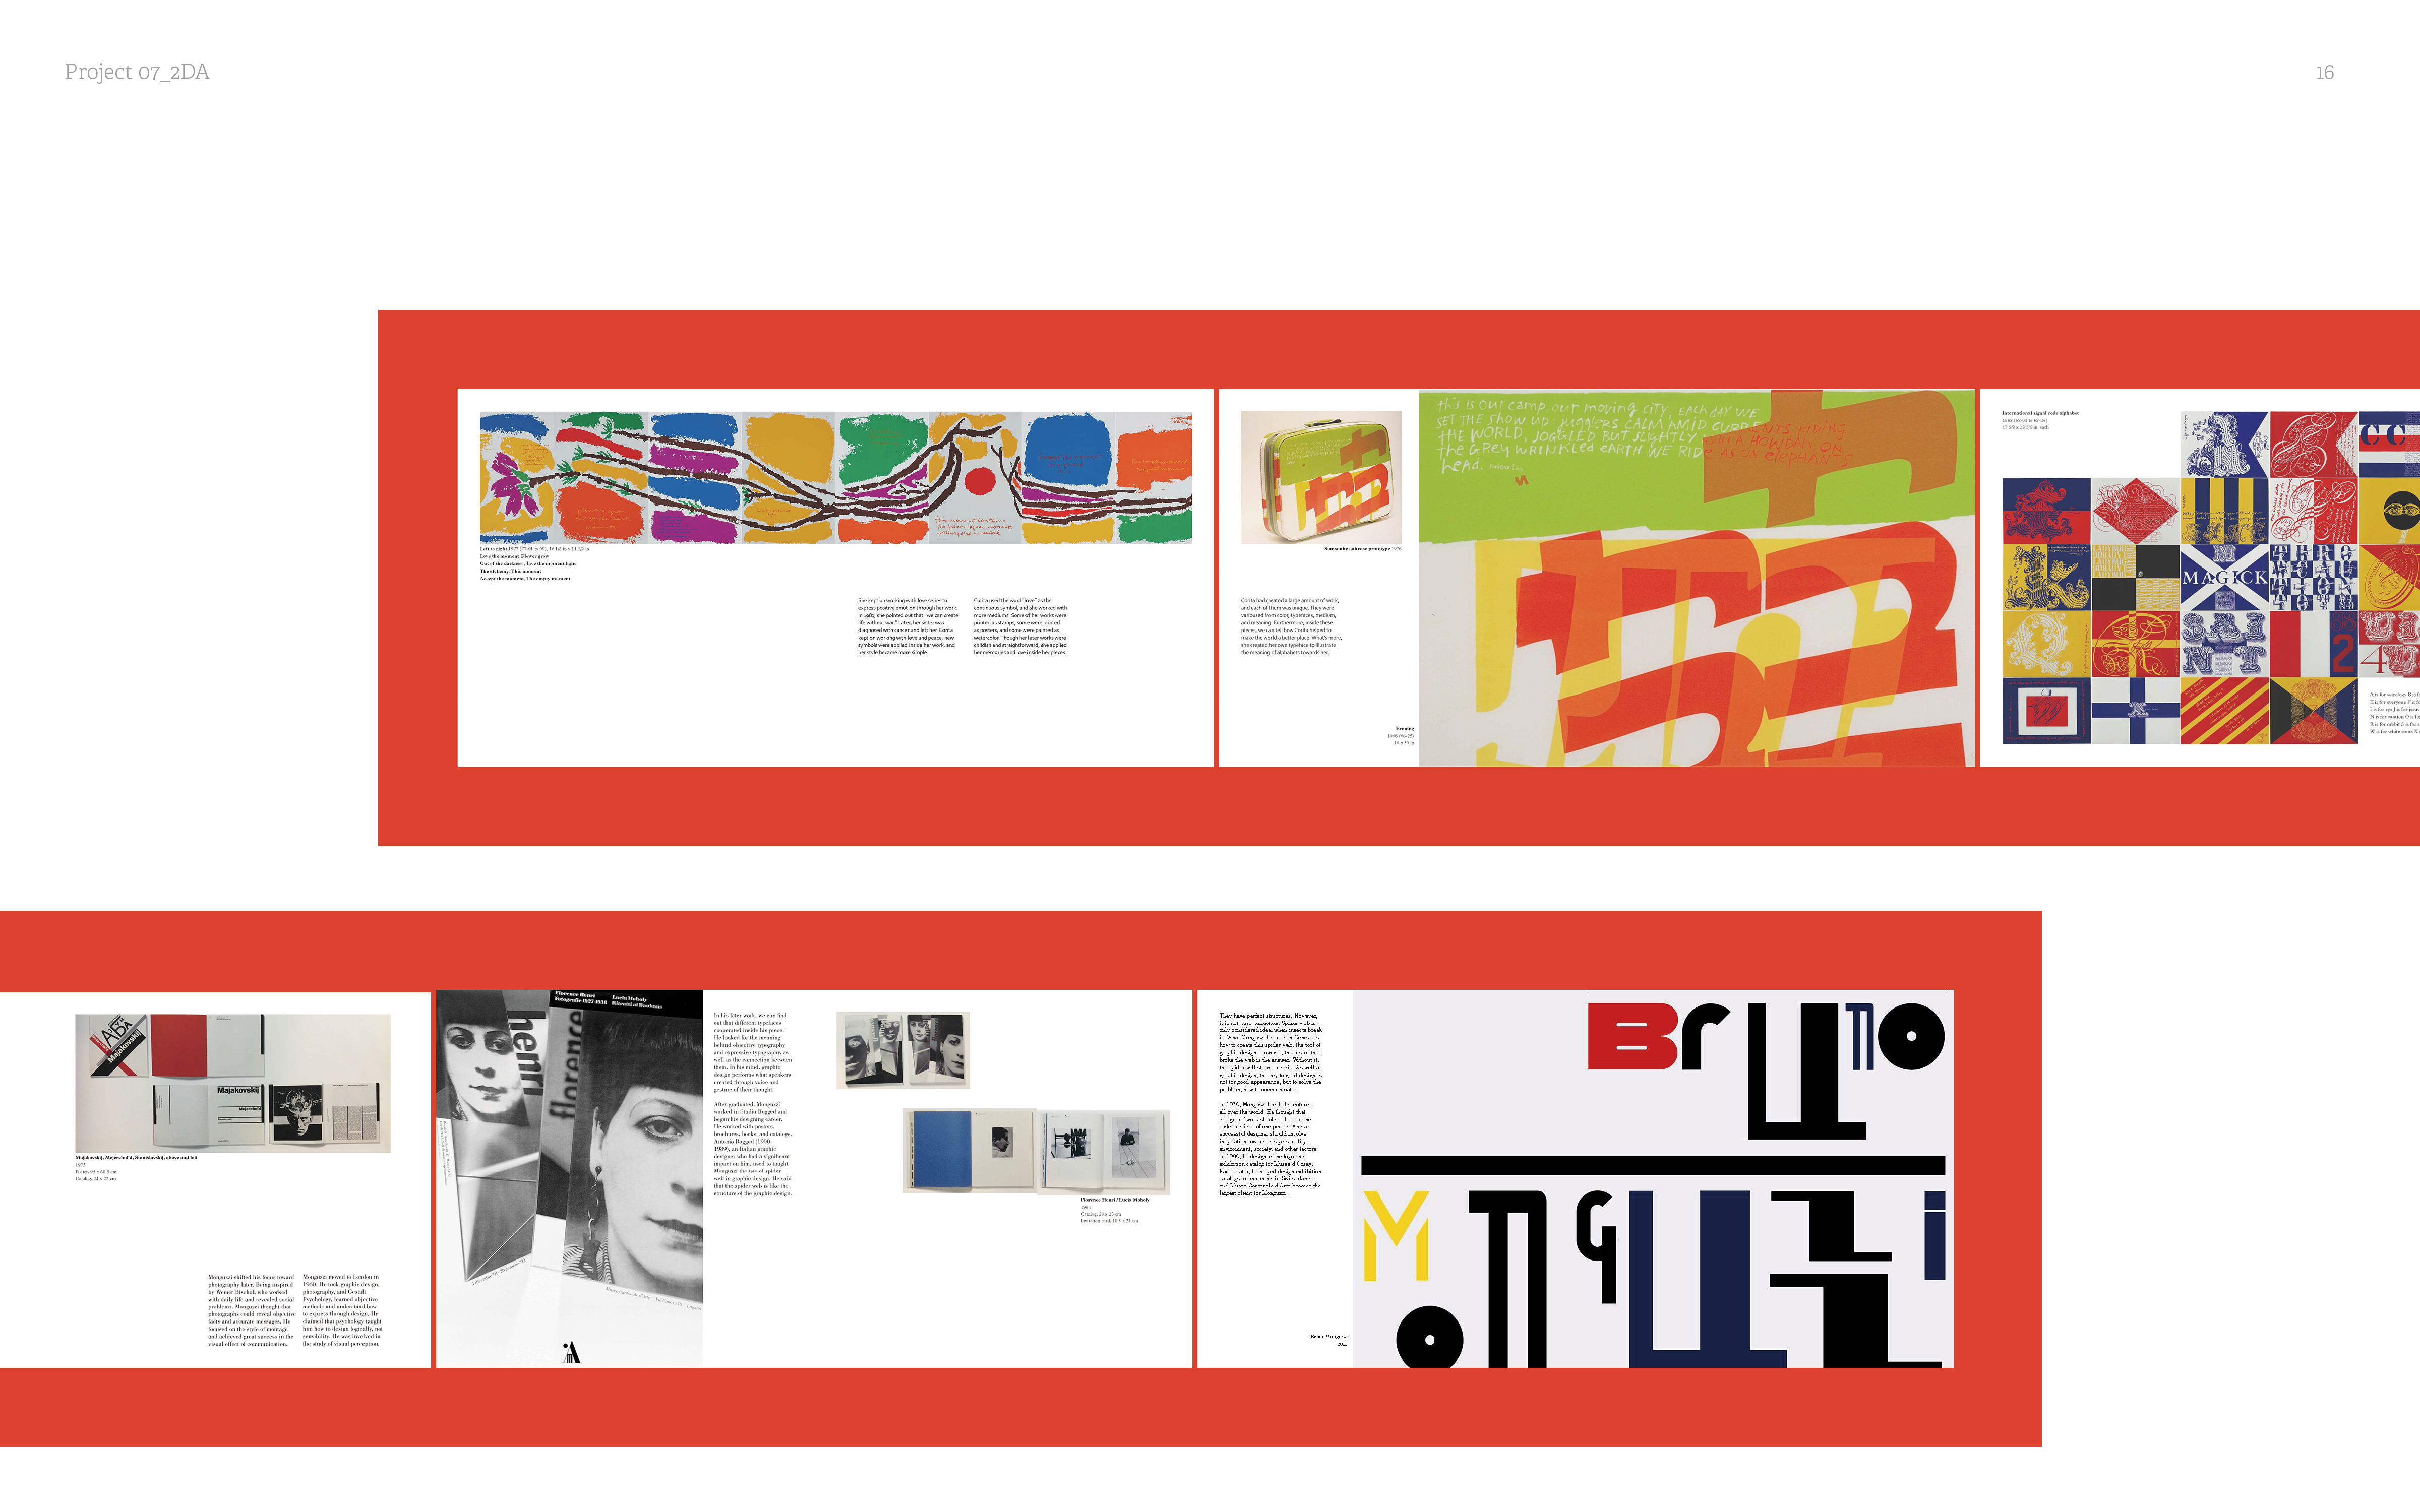 Project 07_2DA
16
Left to right 1977 (77-01 to 08), 14 1/8 in x 11 1/2 in
Love the moment, Flower grow
Out of the darkness, Live the moment light
The alchemy, This moment
Accept the moment, The empty moment
She kept on working with love series to
express positive emotion through her work.
pointed out that "we can create
life without war." Later, her sister was
diagnosed with cancer and left her. Corita
kept on working with love and peace, new
symbols were applied inside her work, and
her style became more simple.
Corita used the word "love" as the
continuous symbol, and she worked with
more mediums. Some of her works were
printed as stamps, some were printed
as posters, and some were painted as
watercolor. Though her later works were
childish and straightforward, she applied
her memories and love inside her pieces.
this moment contains
the fullness of all moments
nothing else is needed
Samsonite suitcase prototype 1976
Corita had created a large amount of work,
and each of them was unique. They were
varioused from color, typefaces, medium,
and meaning. Furthermore, inside these
pieces, we can tell how Corita helped to
make the world a better place. What's more,
she created her own typeface to illustrate
the meaning of alphabets towards her.
Evening
1966 (66-25)
18 x 30 in
this is our camp, our moving city. EACH DAY WE
SET THE SHOW UP. jugglers CALM AMID CURRENTS riding
THE WORLD, JOGGLED BUT SLIGHTLY
the GREY WRINKLED EARTH WE RIDE AS ON elephants
head.
International signal code alphabet
1968
MAGICK
A is for astrology B is f
E is for everyone F is f
I is for eye J is for jesus
N is for creation O is fo
R is for rabbit S is for
W is for white stone X
Majakovskij
Majakovskij, Mejerchol'd, Stanislavskij, above and left
1975
Poster, 95 x 68.3 cm
Catalog, 24 x 22 cm
Monguzzi shifted his focus toward
photography later. Being inspired
by Werner Bischof, who worked
with daily life and revealed social
problems. Monguzzi thought that
photographs could reveal objective
facts and accurate messages. He
focused on the style of montage
and achieved great success in the
visual effect of communication.
Monguzzi moved to London in
1960. He took graphic design,
photography, and Gestalt
Psychology, learned objective
methods and understand how
to express through design. He
claimed that psychology taught
him how to design logically, not
sensibility. He was involved in
the study of visual perception.
Florence Henri
Fotografie 1927-1938
Lucia Moholy
Ritratti al Bauhaus
henri
florence
In his later work, we can find
out that different typefaces
cooperated inside his piece.
He looked for the meaning
behind objective typography
and expressive typography, as
well as the connection between
them. In his mind, graphic
design performs what speakers
created through voice and
gesture of their thought.
After graduated, Monguzzi
worked in Studio Bogged and
began his designing career.
He worked with posters,
brochures, books, and catalogs.
Antonio Bogged (1900-
1989), an Italian graphic
designer who had a significant
impact on him, used to taught
Monguzzi the use of spider
web in graphic design. He said
that the spider web is like the
structure of the graphic design.
Florence Henri / Lucia Moholy
1991
Catalog, 24 x 23 cm
Invitation card, 10.5 x 21 cm
They have perfect structures. However,
it is not pure perfection. Spider web is
only considered idea when insects break
it. What Monguzzi learned in Geneva is
how to create this spider web, the tool of
graphic design. However, the insect that
broke the web is the answer. Without it,
the spider will starve and die. As well as
graphic design, the key to good design is
not for good appearance, but to solve the
problem, how to communicate.
In 1970, Monguzzi had hold lectures
all over the world. He thought that
designers' work should reflect on the
style and idea of one period. And a
successful designer should involve
inspiration towards his personality,
environment, society, and other factors.
In 1980, he designed the logo and
exhibition catalog for Musée d'Orsay,
Paris. Later, he helped design exhibition
catalogs for museums in Switzerland,
and Museo Cantonale d'Arte became the
largest client for Monguzzi.
Bruno Monguzzi
2013
Bruno
Monguzzi